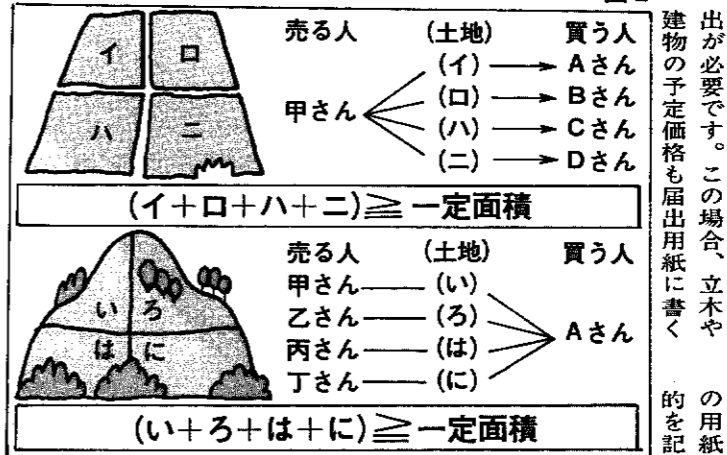 イ
ロ
ハ
ニ
売る人 (土地) 買う人
甲さん
(イ) → Aさん
(ロ) → Bさん
(ハ) → Cさん
(ニ) → Dさん
(イ+ロ+ハ+ニ)≧一定面積
い
ろ
は
に
売る人 (土地) 買う人
甲さん (い)
乙さん (ろ)
丙さん (は)
丁さん (に)
Aさん
(い+ろ+は+に)≧一定面積
出が必要です。この場合、立木や
建物の予定価格も届出用紙に書く
の用紙
的を記